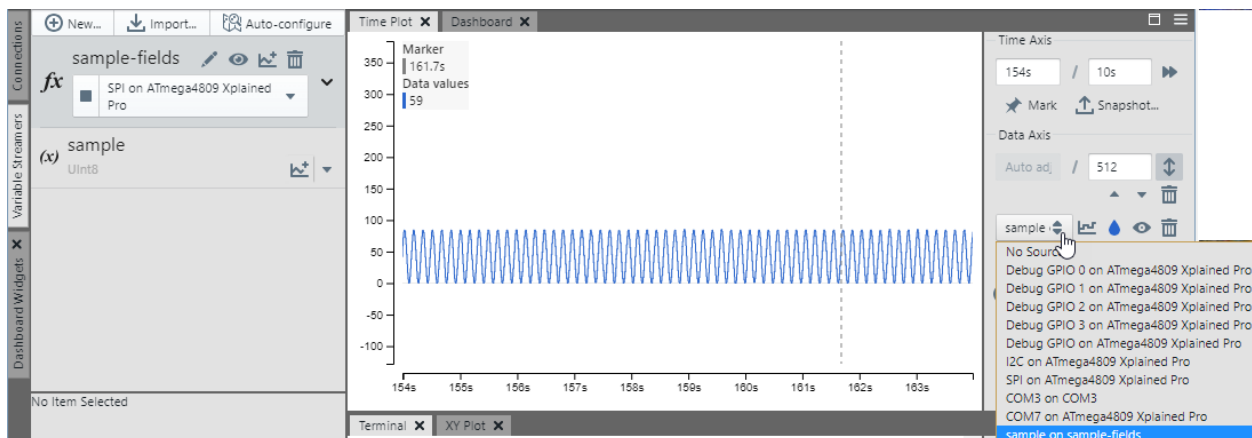 Connections
Variable Streamers
Dashboard Widgets
New... Import... Auto-configure
sample-fields
fx
SPI on ATmega4809 Xplained
Pro
(x) sample
UInt8
No Item Selected
Time Plot Dashboard
Marker
161.7s
Data values
59
350
300
250
200
150
100
50
0
-50
-100
154s 155s 156s 157s 158s 159s 160s 161s 162s 163s
Terminal XY Plot
Time Axis
154s / 10s
Mark Snapshot...
Data Axis
Auto adj / 512
sample
No Source
Debug GPIO 0 on ATmega4809 Xplained Pro
Debug GPIO 1 on ATmega4809 Xplained Pro
Debug GPIO 2 on ATmega4809 Xplained Pro
Debug GPIO 3 on ATmega4809 Xplained Pro
Debug GPIO on ATmega4809 Xplained Pro
I2C on ATmega4809 Xplained Pro
SPI on ATmega4809 Xplained Pro
COM3 on COM3
COM7 on ATmega4809 Xplained Pro
sample on sample-fields